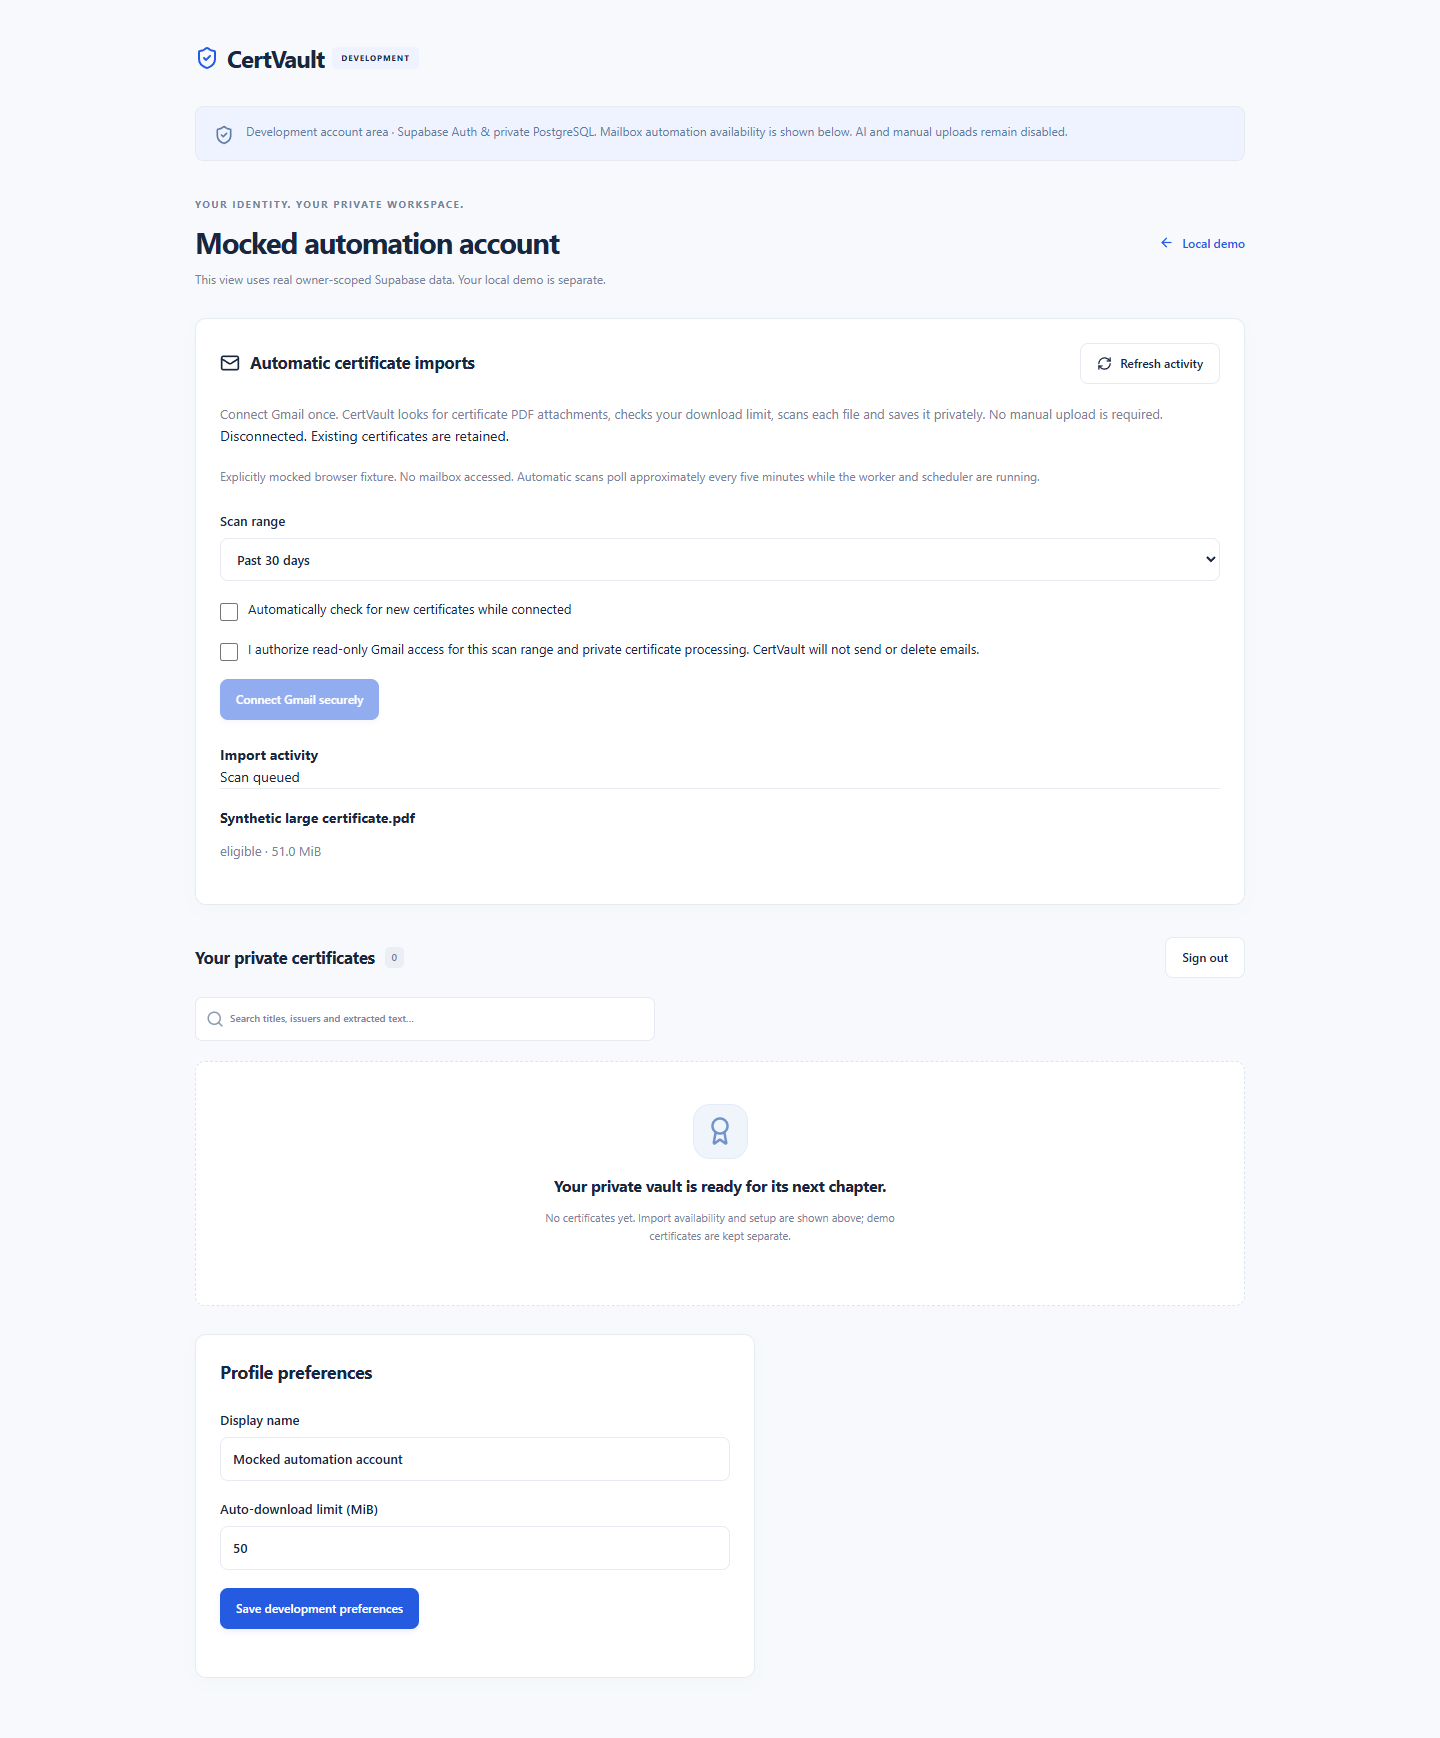 CertVault DEVELOPMENT
Development account area · Supabase Auth & private PostgreSQL. Mailbox automation availability is shown below. AI and manual uploads remain disabled.
YOUR IDENTITY. YOUR PRIVATE WORKSPACE.
Mocked automation account
Local demo
This view uses real owner-scoped Supabase data. Your local demo is separate.
Automatic certificate imports
Refresh activity
Connect Gmail once. CertVault looks for certificate PDF attachments, checks your download limit, scans each file and saves it privately. No manual upload is required.
Disconnected. Existing certificates are retained.
Explicitly mocked browser fixture. No mailbox accessed. Automatic scans poll approximately every five minutes while the worker and scheduler are running.
Scan range
Past 30 days
Automatically check for new certificates while connected
I authorize read-only Gmail access for this scan range and private certificate processing. CertVault will not send or delete emails.
Connect Gmail securely
Import activity
Scan queued
Synthetic large certificate.pdf
eligible · 51.0 MiB
Your private certificates 0
Sign out
Search titles, issuers and extracted text...
Your private vault is ready for its next chapter.
No certificates yet. Import availability and setup are shown above; demo
certificates are kept separate.
Profile preferences
Display name
Mocked automation account
Auto-download limit (MiB)
50
Save development preferences